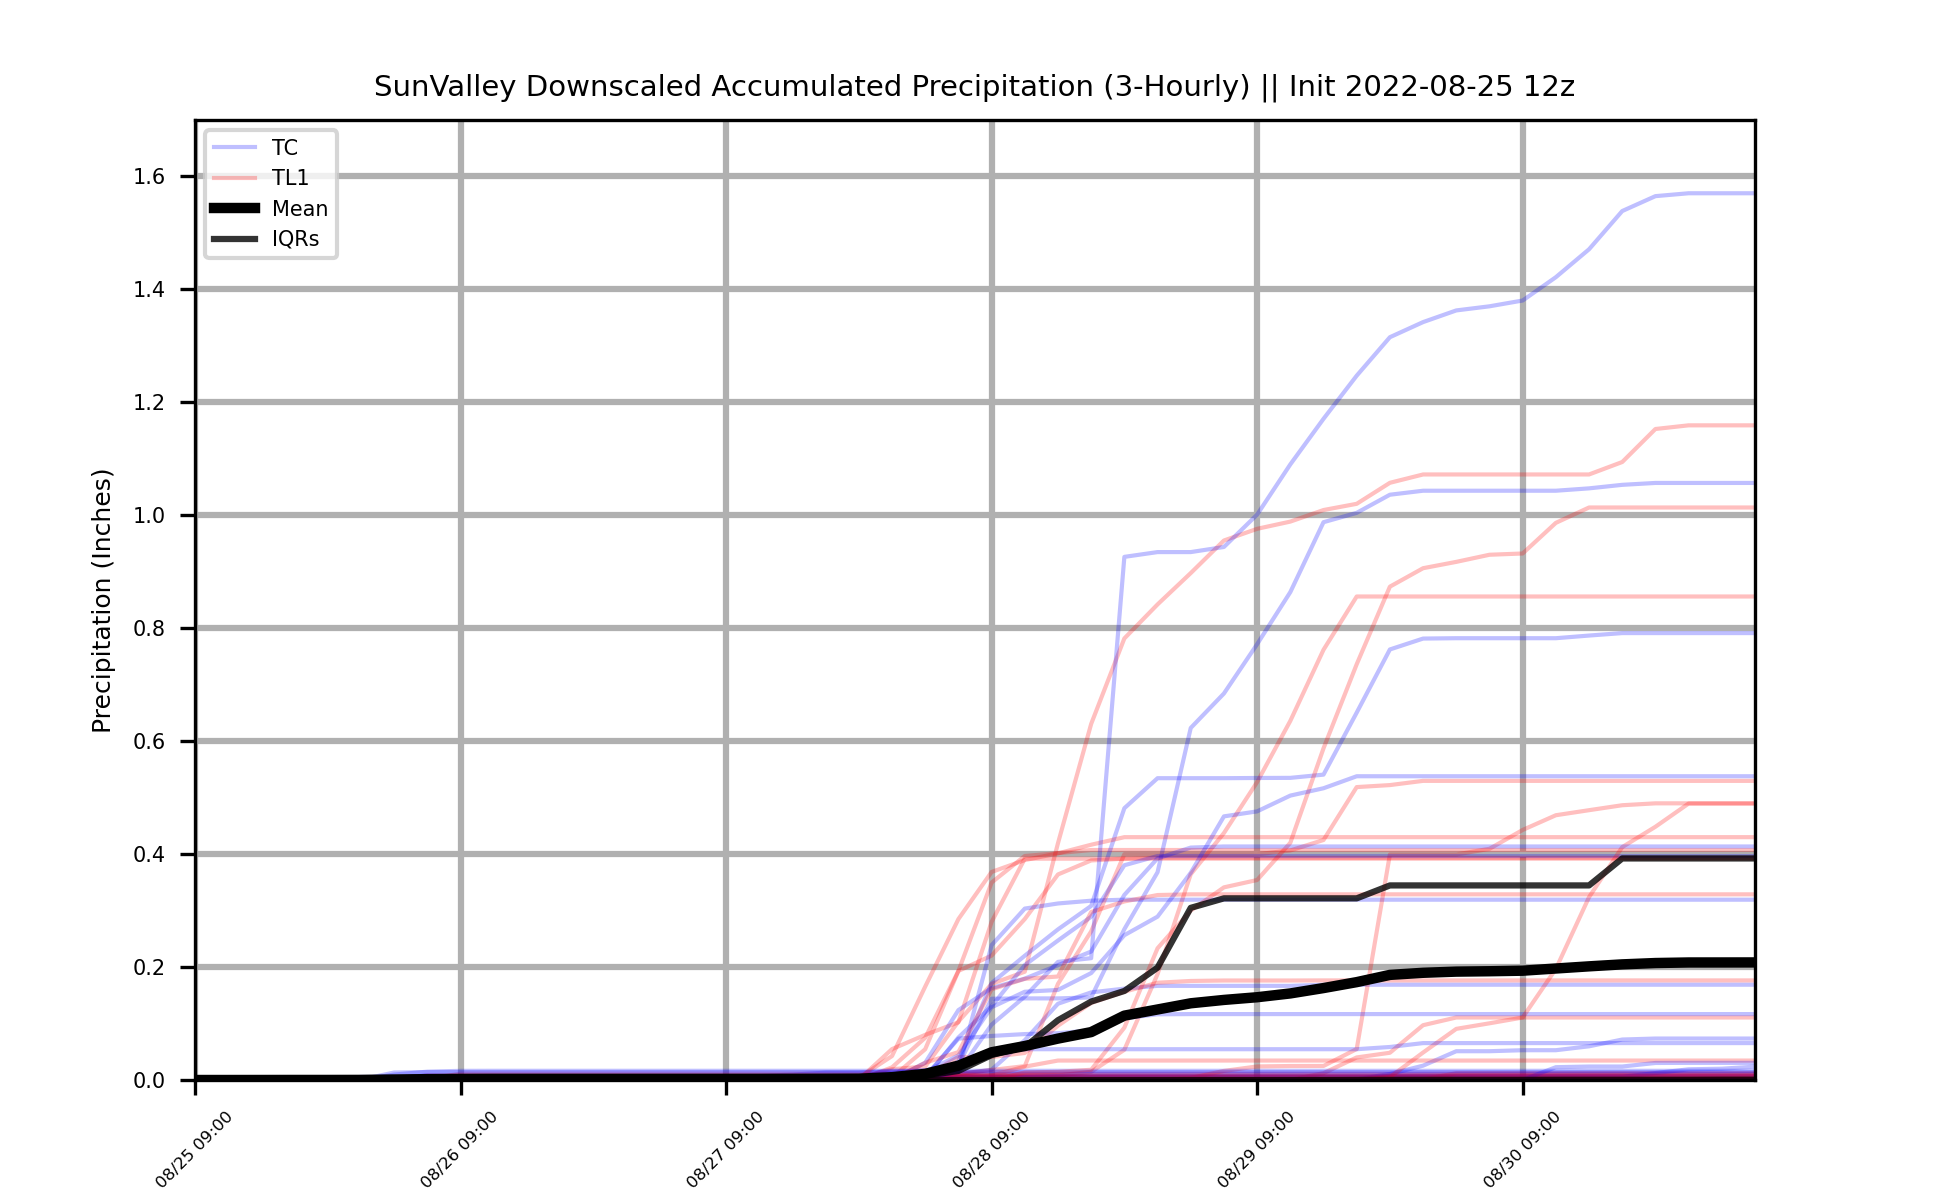 SunValley Downscaled Accumulated Precipitation (3-Hourly) || Init 2022-08-25 12z
TC
TL1
Mean
IQRs
Precipitation (Inches)
1.6
1.4
1.2
1.0
0.8
0.6
0.4
0.2
0.0
08/25 09:00
08/26 09:00
08/27 09:00
08/28 09:00
08/29 09:00
08/30 09:00